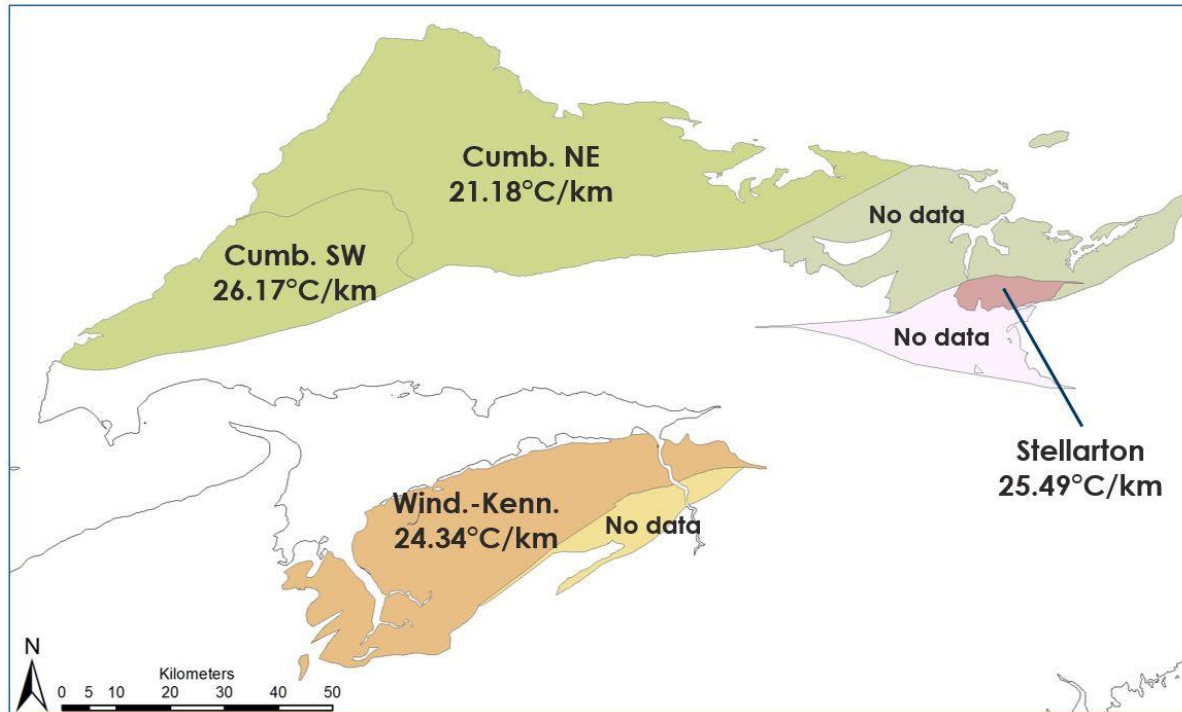 Cumb. NE
21.18°C/km
No data
Cumb. SW
26.17°C/km
No data
Stellarton
25.49°C/km
Wind.-Kenn.
24.34°C/km
No data
N
Kilometers
0 5 10 20 30 40 50